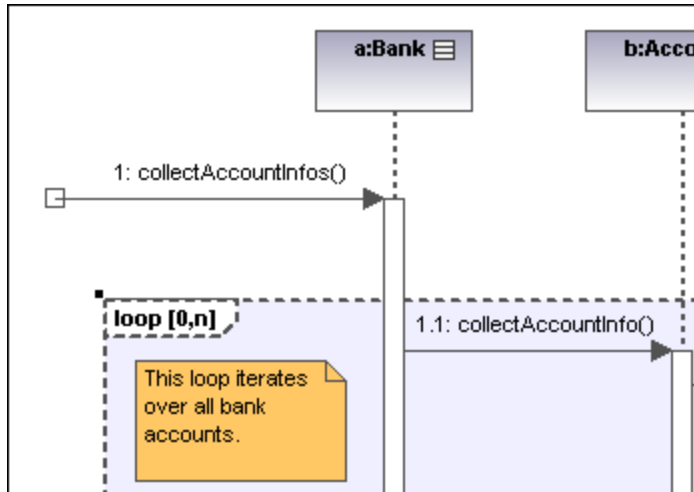 a:Bank
b:Acco
1: collectAccountInfos()
loop [0,n]
1.1: collectAccountInfo()
This loop iterates
over all bank
accounts.